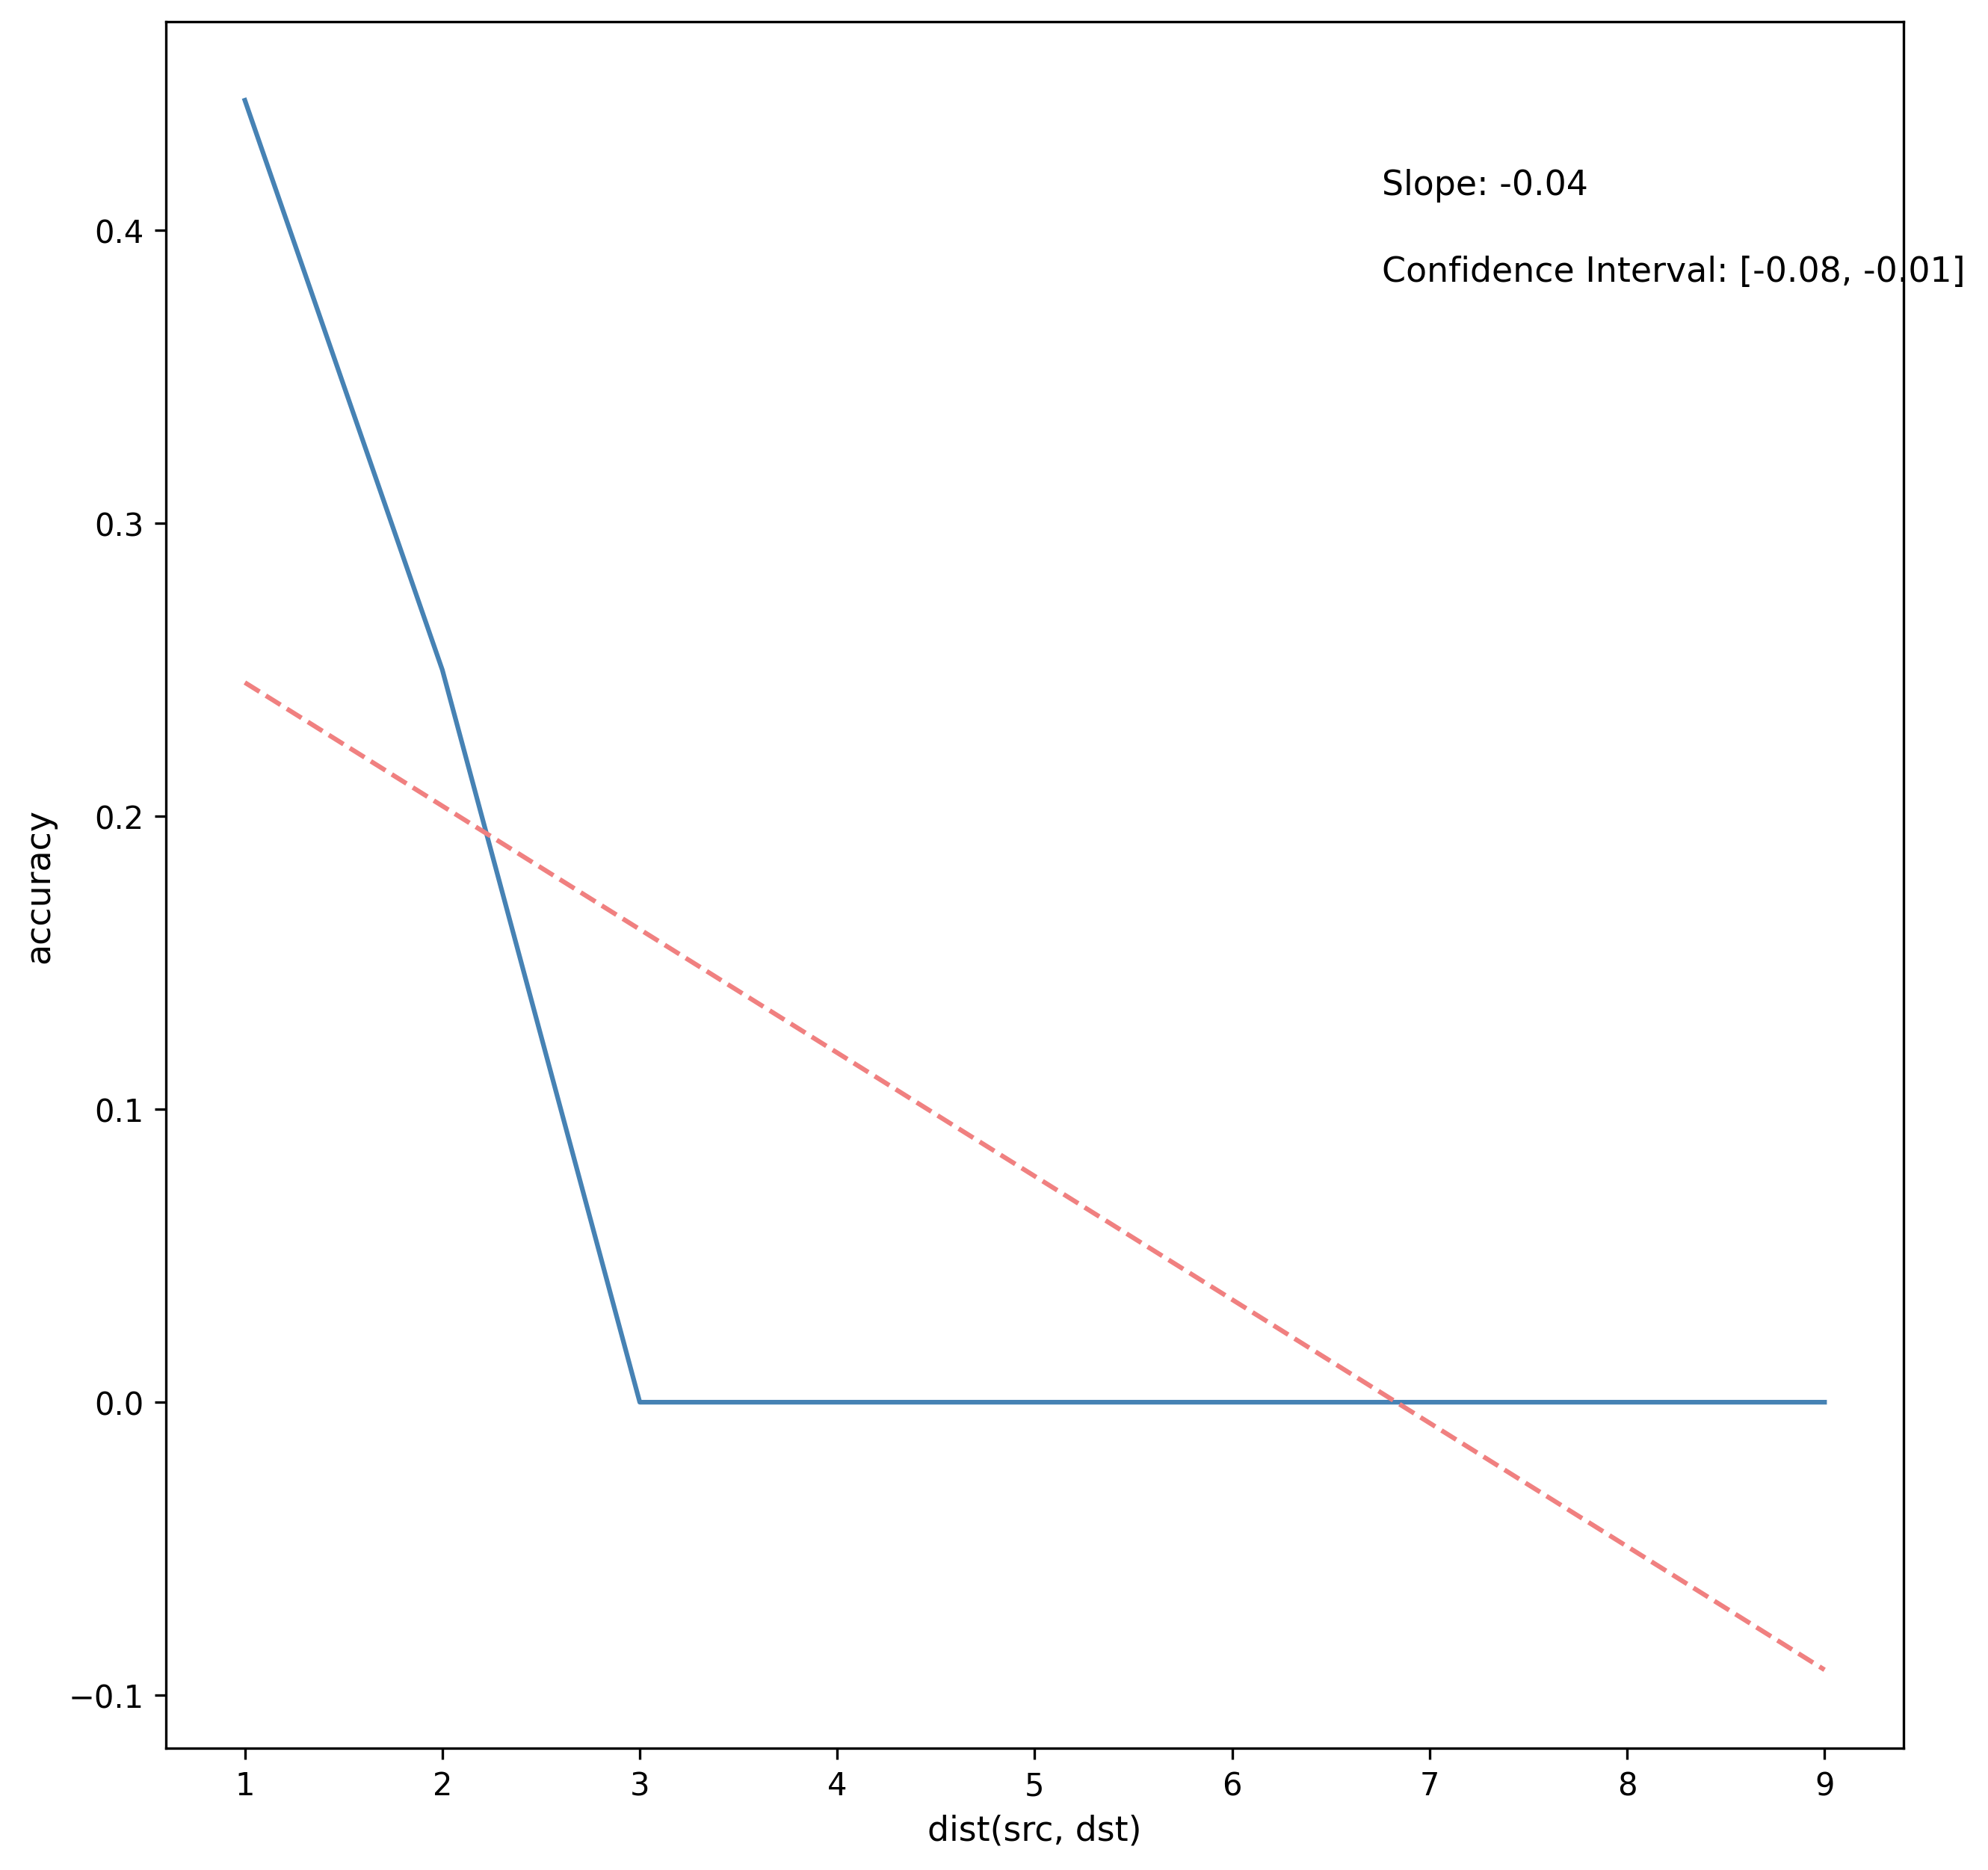 Slope: -0.04
Confidence Interval: [-0.08, -0.01]
0.4
0.3
0.2
0.1
0.0
−0.1
accuracy
1 2 3 4 5 6 7 8 9
dist(src, dst)